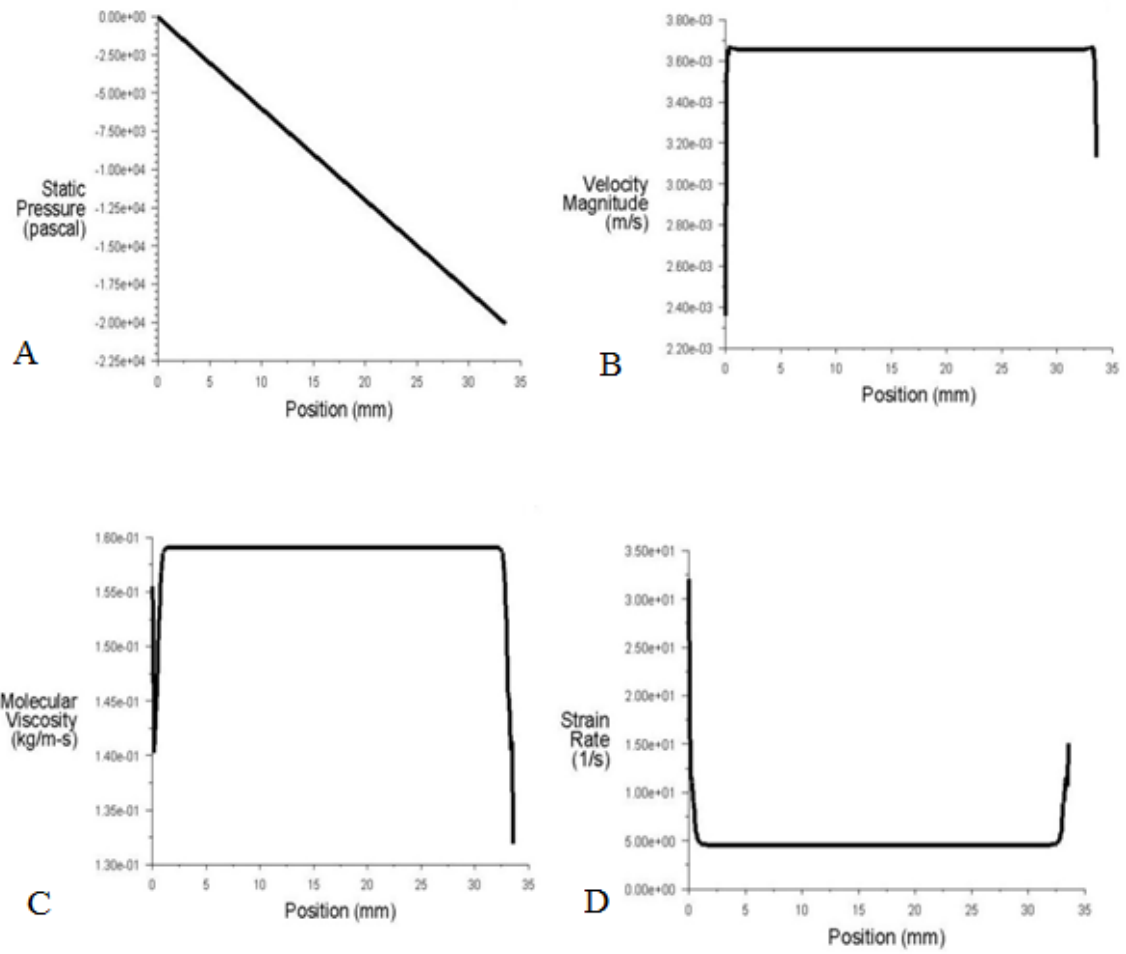 0.00e+00
-2.50e+03
-5.00e+03
-7.50e+03
-1.00e+04
-1.25e+04
-1.50e+04
-1.75e+04
-2.00e+04
-2.25e+04
Static
Pressure
(pascal)
0 5 10 15 20 25 30 35
Position (mm)
A
3.80e-03
3.60e-03
3.40e-03
3.20e-03
3.00e-03
2.80e-03
2.60e-03
2.40e-03
2.20e-03
Velocity
Magnitude
(m/s)
0 5 10 15 20 25 30 35
Position (mm)
B
1.60e-01
1.55e-01
1.50e-01
1.45e-01
1.40e-01
1.35e-01
1.30e-01
Molecular
Viscosity
(kg/m-s)
0 5 10 15 20 25 30 35
Position (mm)
C
3.50e+01
3.00e+01
2.50e+01
2.00e+01
1.50e+01
1.00e+01
5.00e+00
0.00e+00
Strain
Rate
(1/s)
0 5 10 15 20 25 30 35
Position (mm)
D